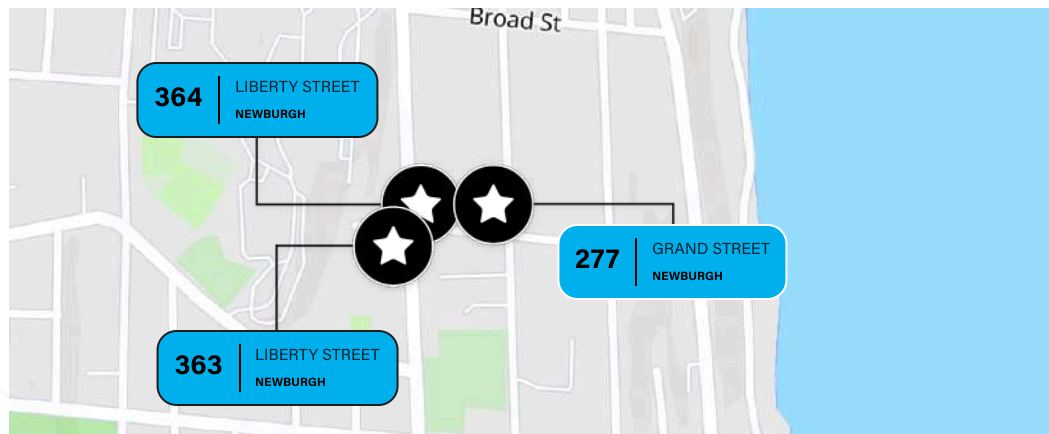 Broad St
364
LIBERTY STREET
NEWBURGH
277
GRAND STREET
NEWBURGH
363
LIBERTY STREET
NEWBURGH